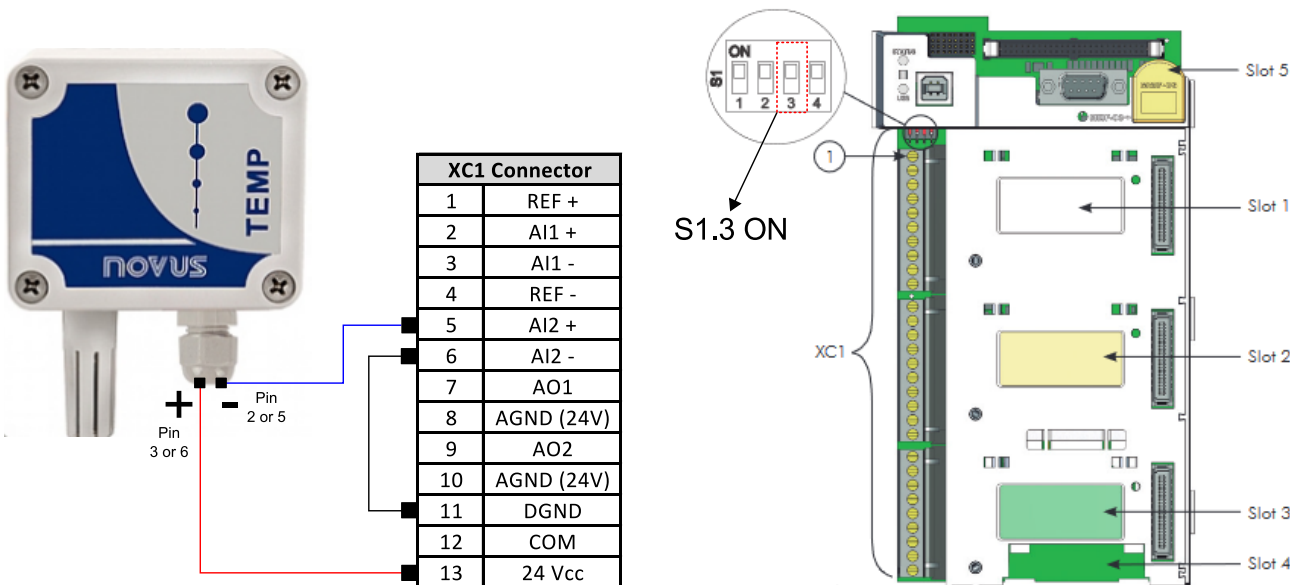 NOVUS
TEMP
+
-
Pin
2 or 5
Pin
3 or 6
XC1 Connector
1 REF +
2 AI1 +
3 AI1 -
4 REF -
5 AI2 +
6 AI2 -
7 AO1
8 AGND (24V)
9 AO2
10 AGND (24V)
11 DGND
12 COM
13 24 Vcc
ON
S1
1 2 3 4
S1.3 ON
STATUS
USB
1
XC1
Slot 5
Slot 1
Slot 2
Slot 3
Slot 4